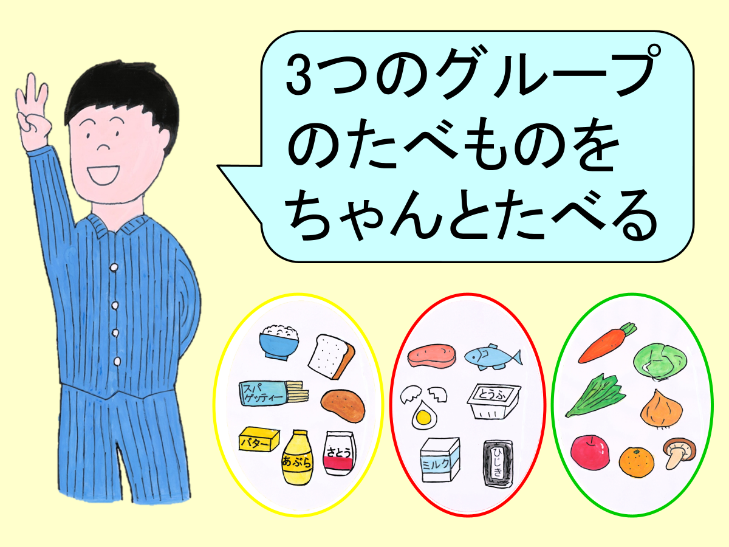 3つのグループ
のたべものを
ちゃんとたべる
スパ
ゲッティー
バター
あぶら
さとう
とうふ
ミルク
ひじき